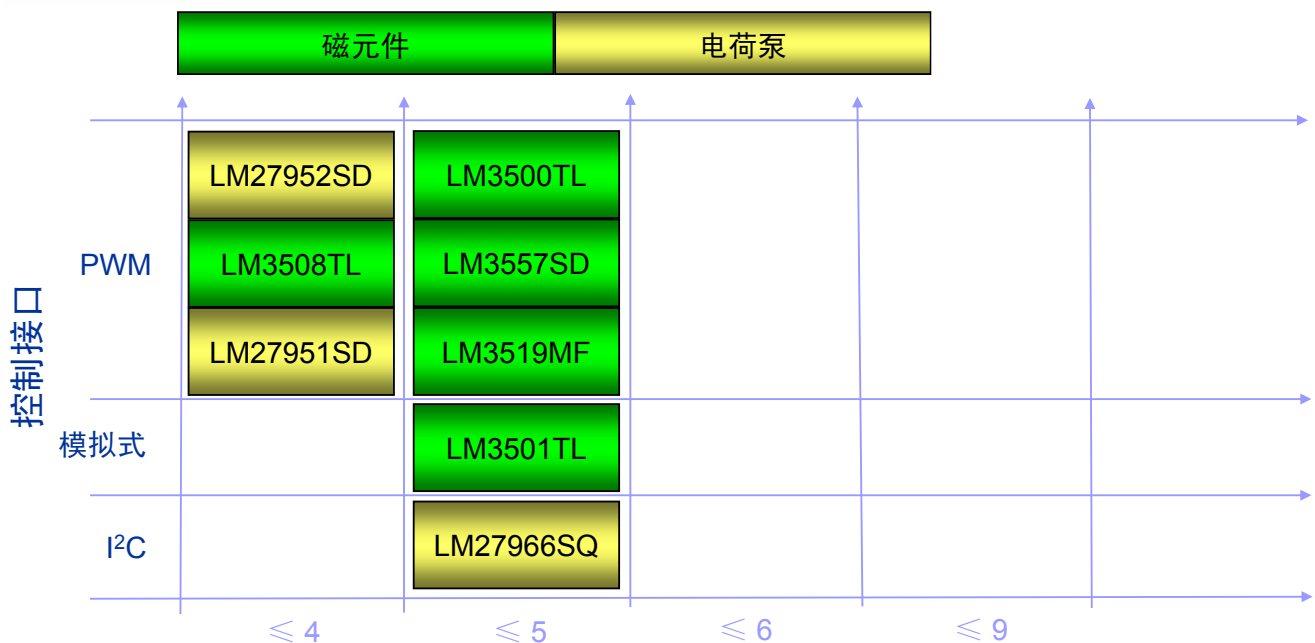 磁元件 电荷泵
LM27952SD LM3500TL
PWM LM3508TL LM3557SD
LM27951SD LM3519MF
控制接口
模拟式 LM3501TL
I²C LM27966SQ
≤ 4 ≤ 5 ≤ 6 ≤ 9